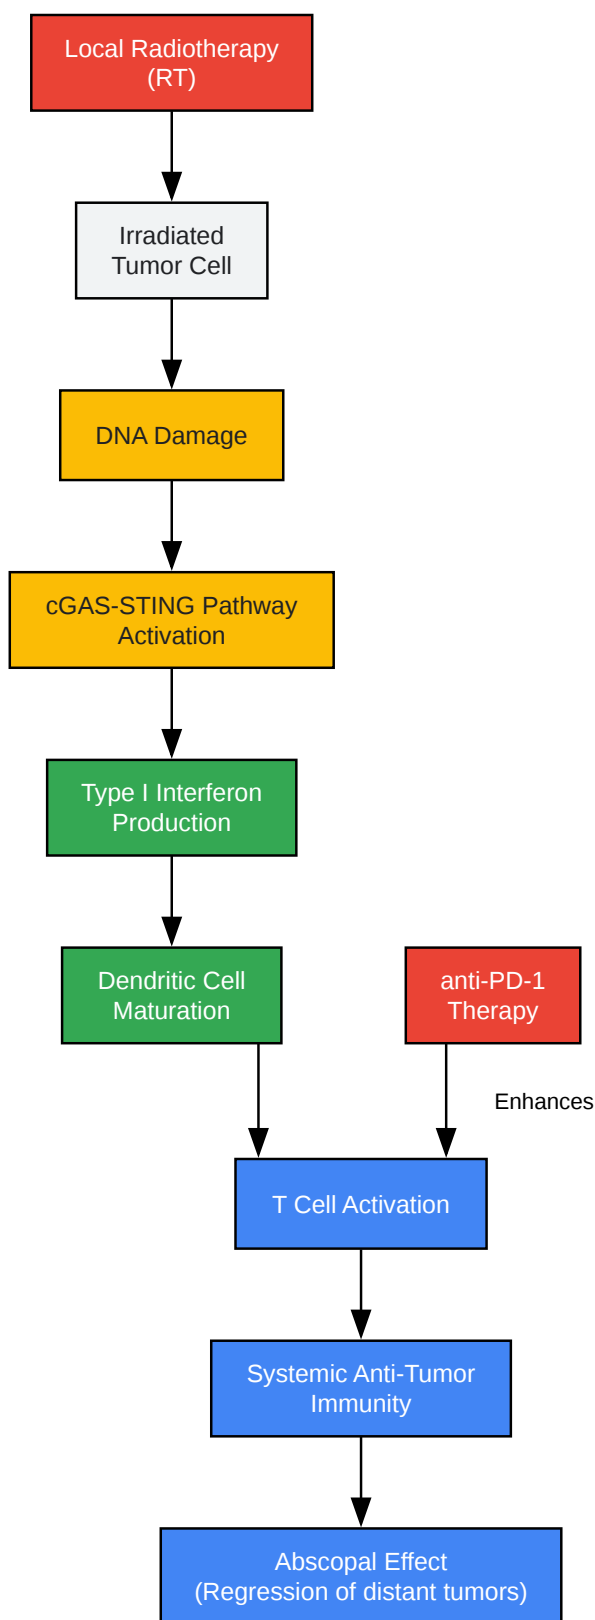 Local Radiotherapy
(RT)
Irradiated
Tumor Cell
DNA Damage
cGAS-STING Pathway
Activation
Type I Interferon
Production
Dendritic Cell
Maturation
anti-PD-1
Therapy
Enhances
T Cell Activation
Systemic Anti-Tumor
Immunity
Abscopal Effect
(Regression of distant tumors)